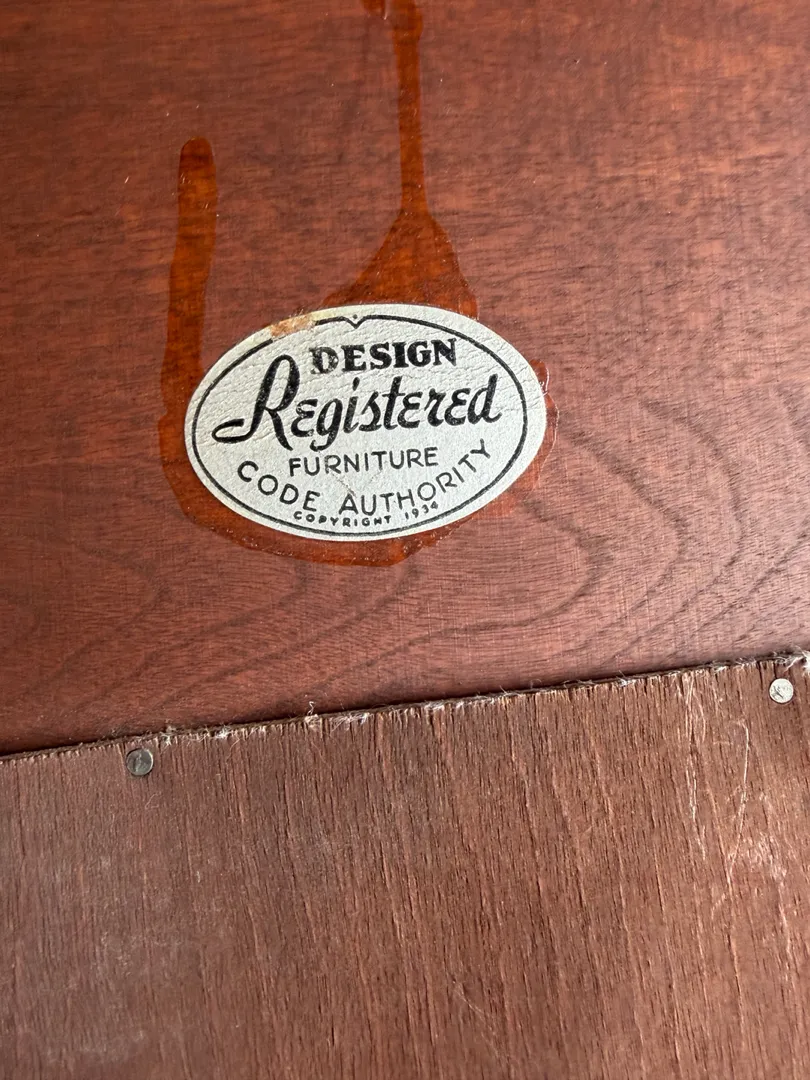 DESIGN
Registered
FURNITURE
CODE AUTHORITY
COPYRIGHT 1934